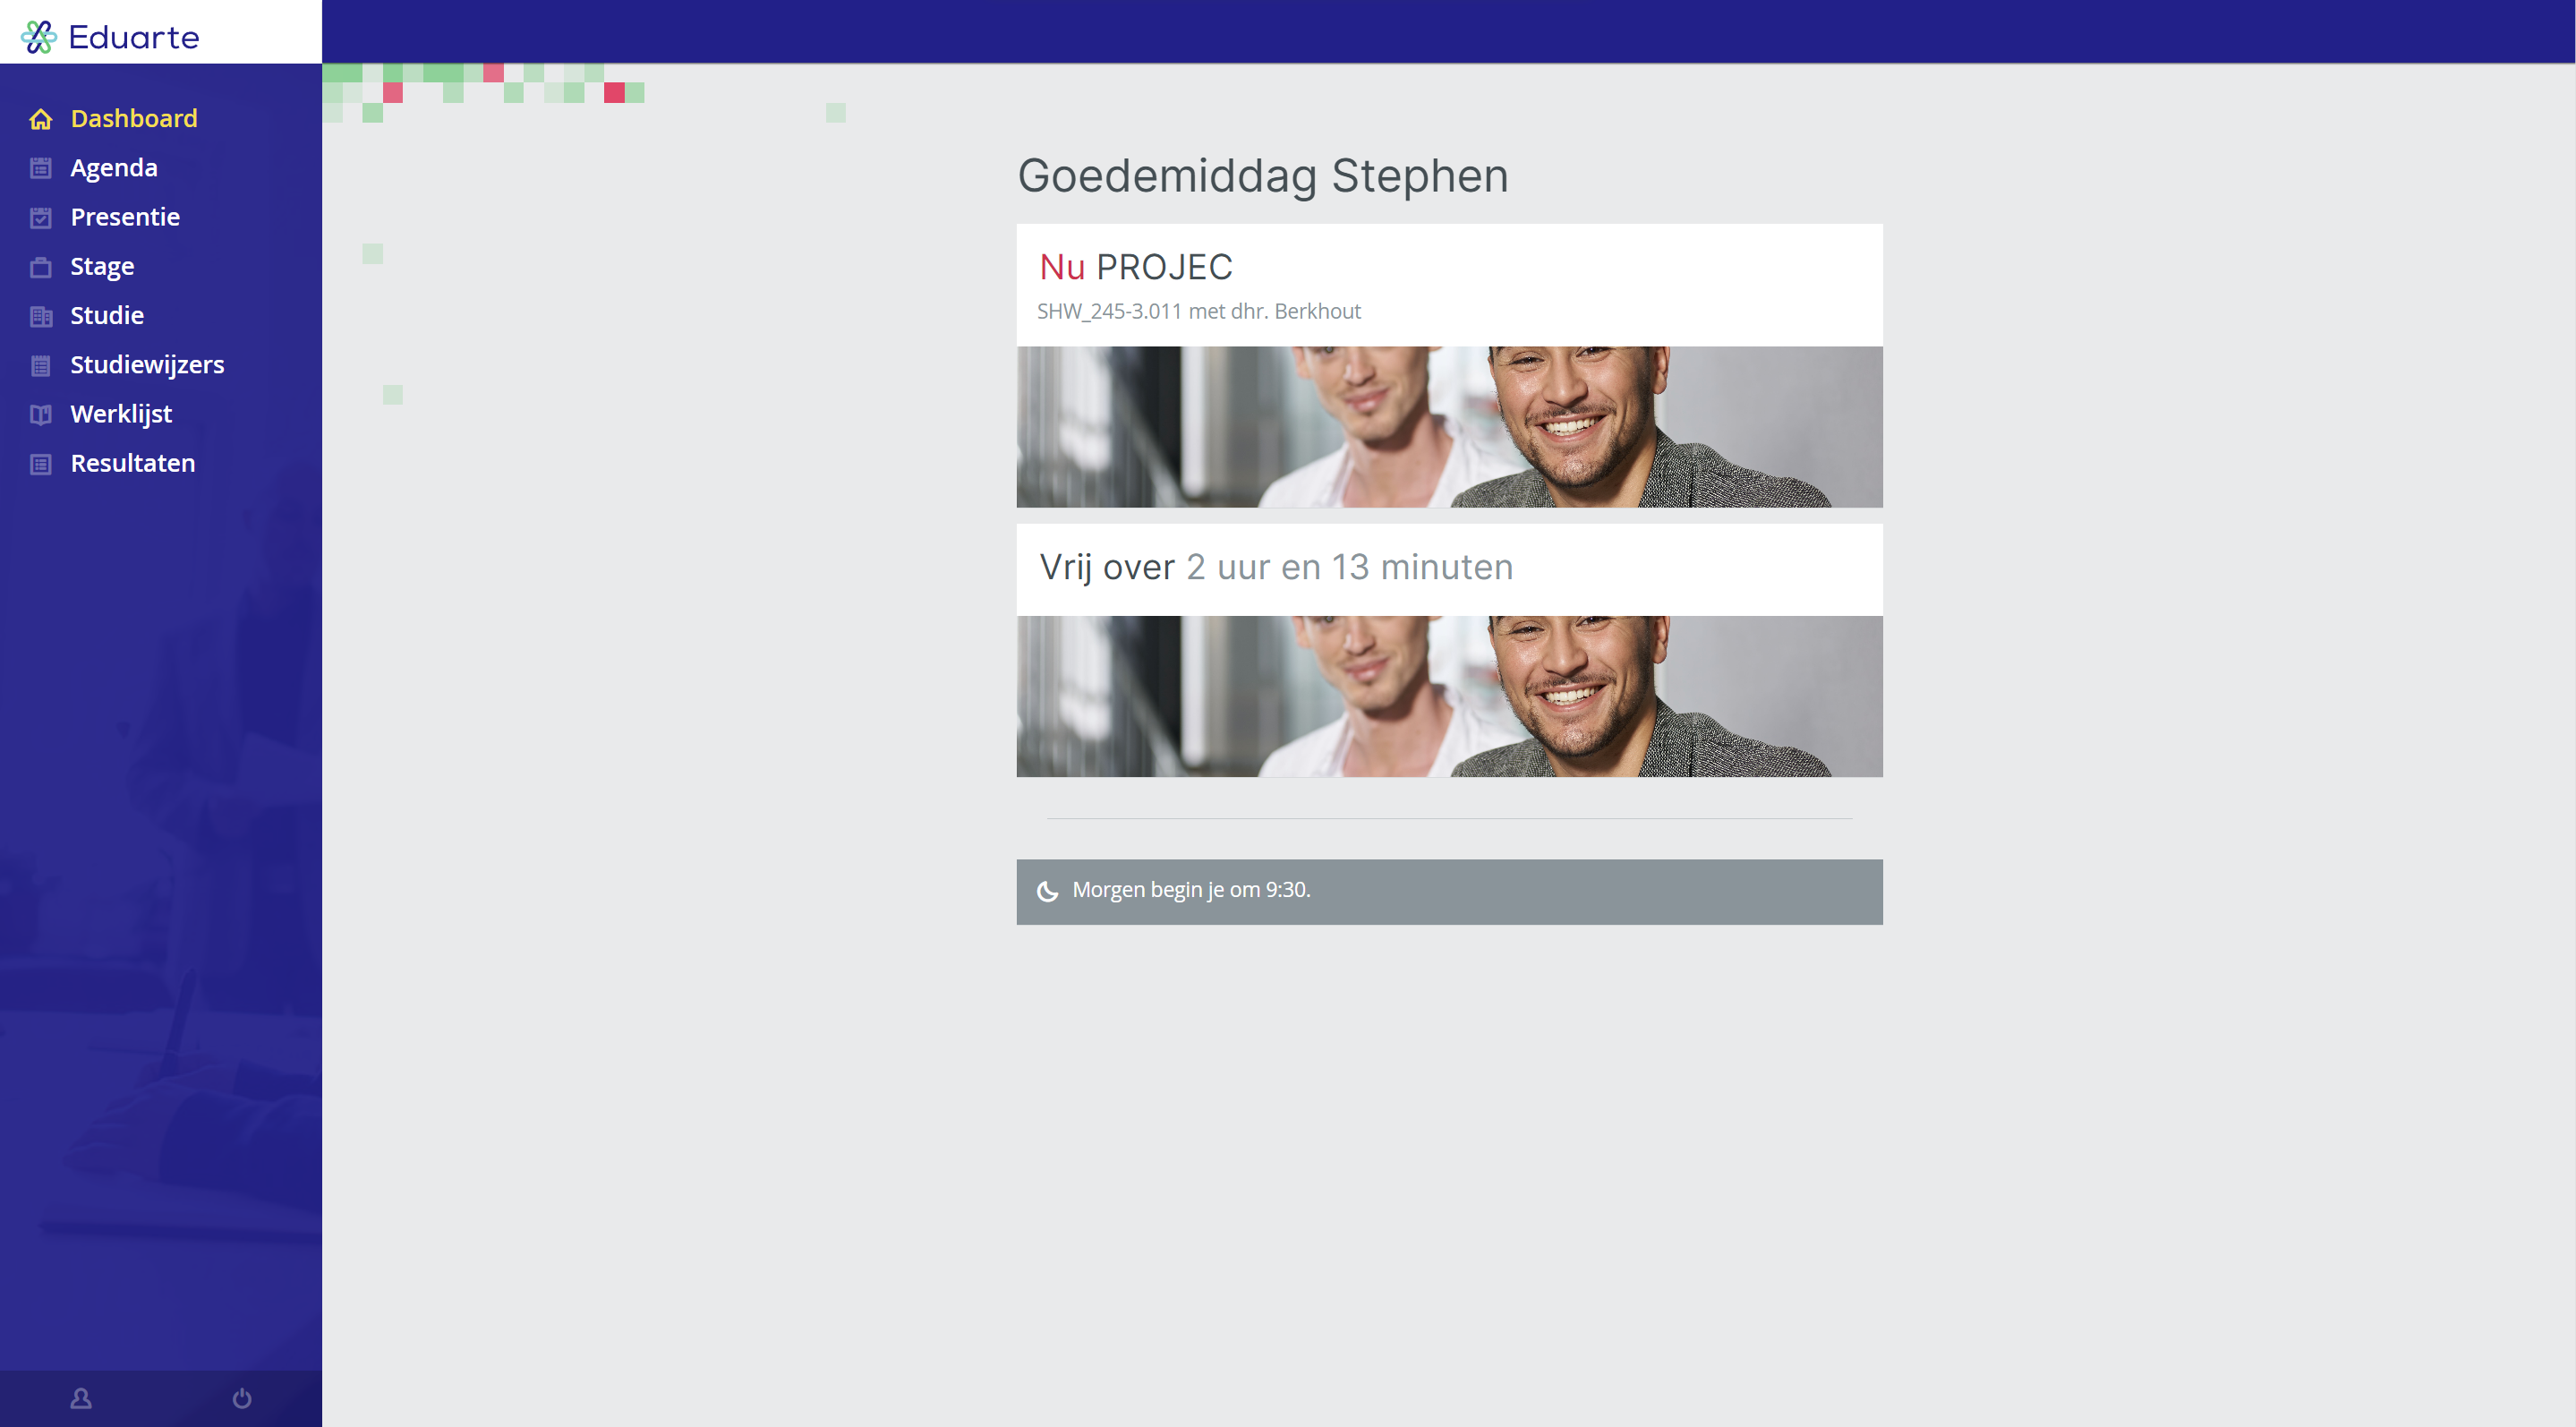 Eduarte
Dashboard
Agenda
Presentie
Stage
Studie
Studiewijzers
Werklijst
Resultaten
Goedemiddag Stephen
Nu PROJEC
SHW_245-3.011 met dhr. Berkhout
Vrij over 2 uur en 13 minuten
Morgen begin je om 9:30.